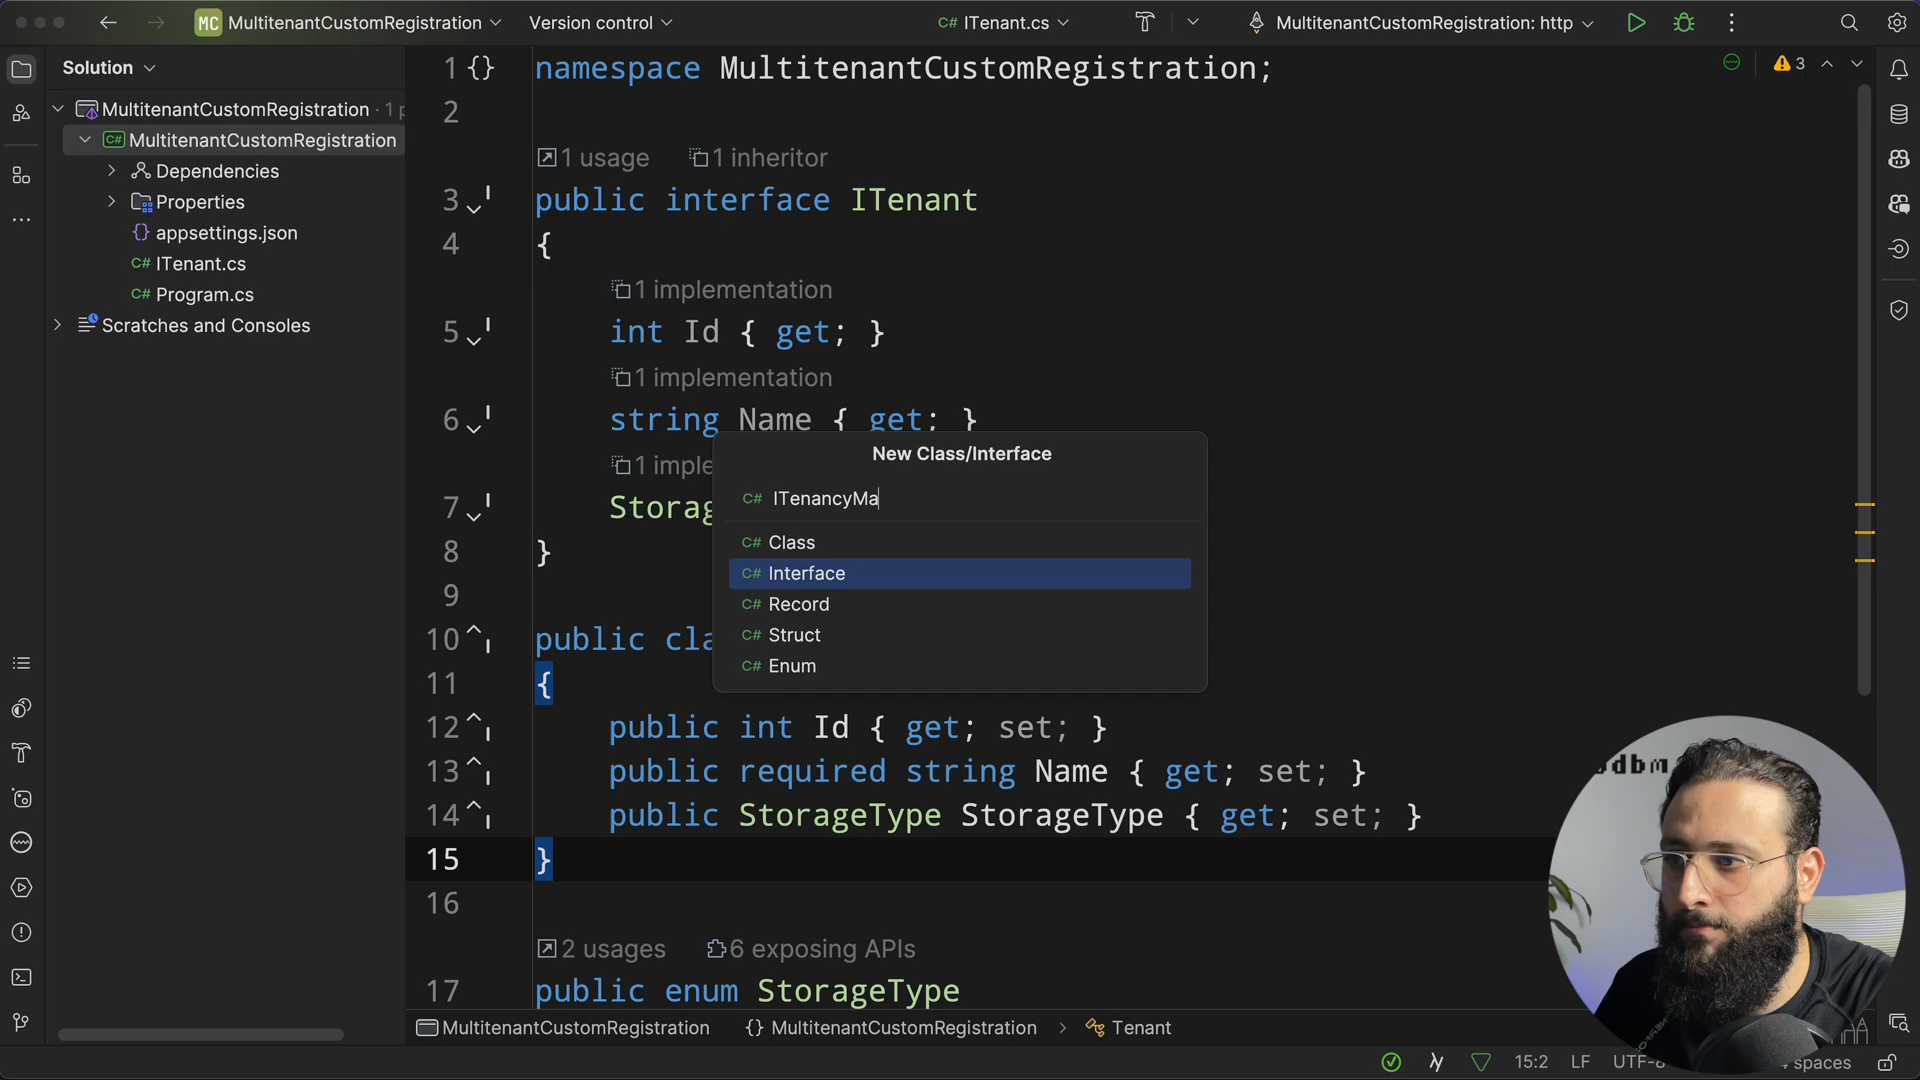 MC MultitenantCustomRegistration Version control C# ITenant.cs MultitenantCustomRegistration: http
Solution
MultitenantCustomRegistration · 1 p
C# MultitenantCustomRegistration
Dependencies
Properties
{} appsettings.json
C# ITenant.cs
C# Program.cs
Scratches and Consoles
3
1 {} namespace MultitenantCustomRegistration;
2
1 usage 1 inheritor
3 public interface ITenant
4 {
1 implementation
5 int Id { get; }
1 implementation
6 string Name { get; }
1 imple
7 Storag
8 }
9
10 public cla
11 {
12 public int Id { get; set; }
13 public required string Name { get; set; }
14 public StorageType StorageType { get; set; }
15 }
16
2 usages 6 exposing APIs
17 public enum StorageType
New Class/Interface
C# ITenancyMa
C# Class
C# Interface
C# Record
C# Struct
C# Enum
MultitenantCustomRegistration {} MultitenantCustomRegistration > Tenant
15:2 LF UTF-8 spaces